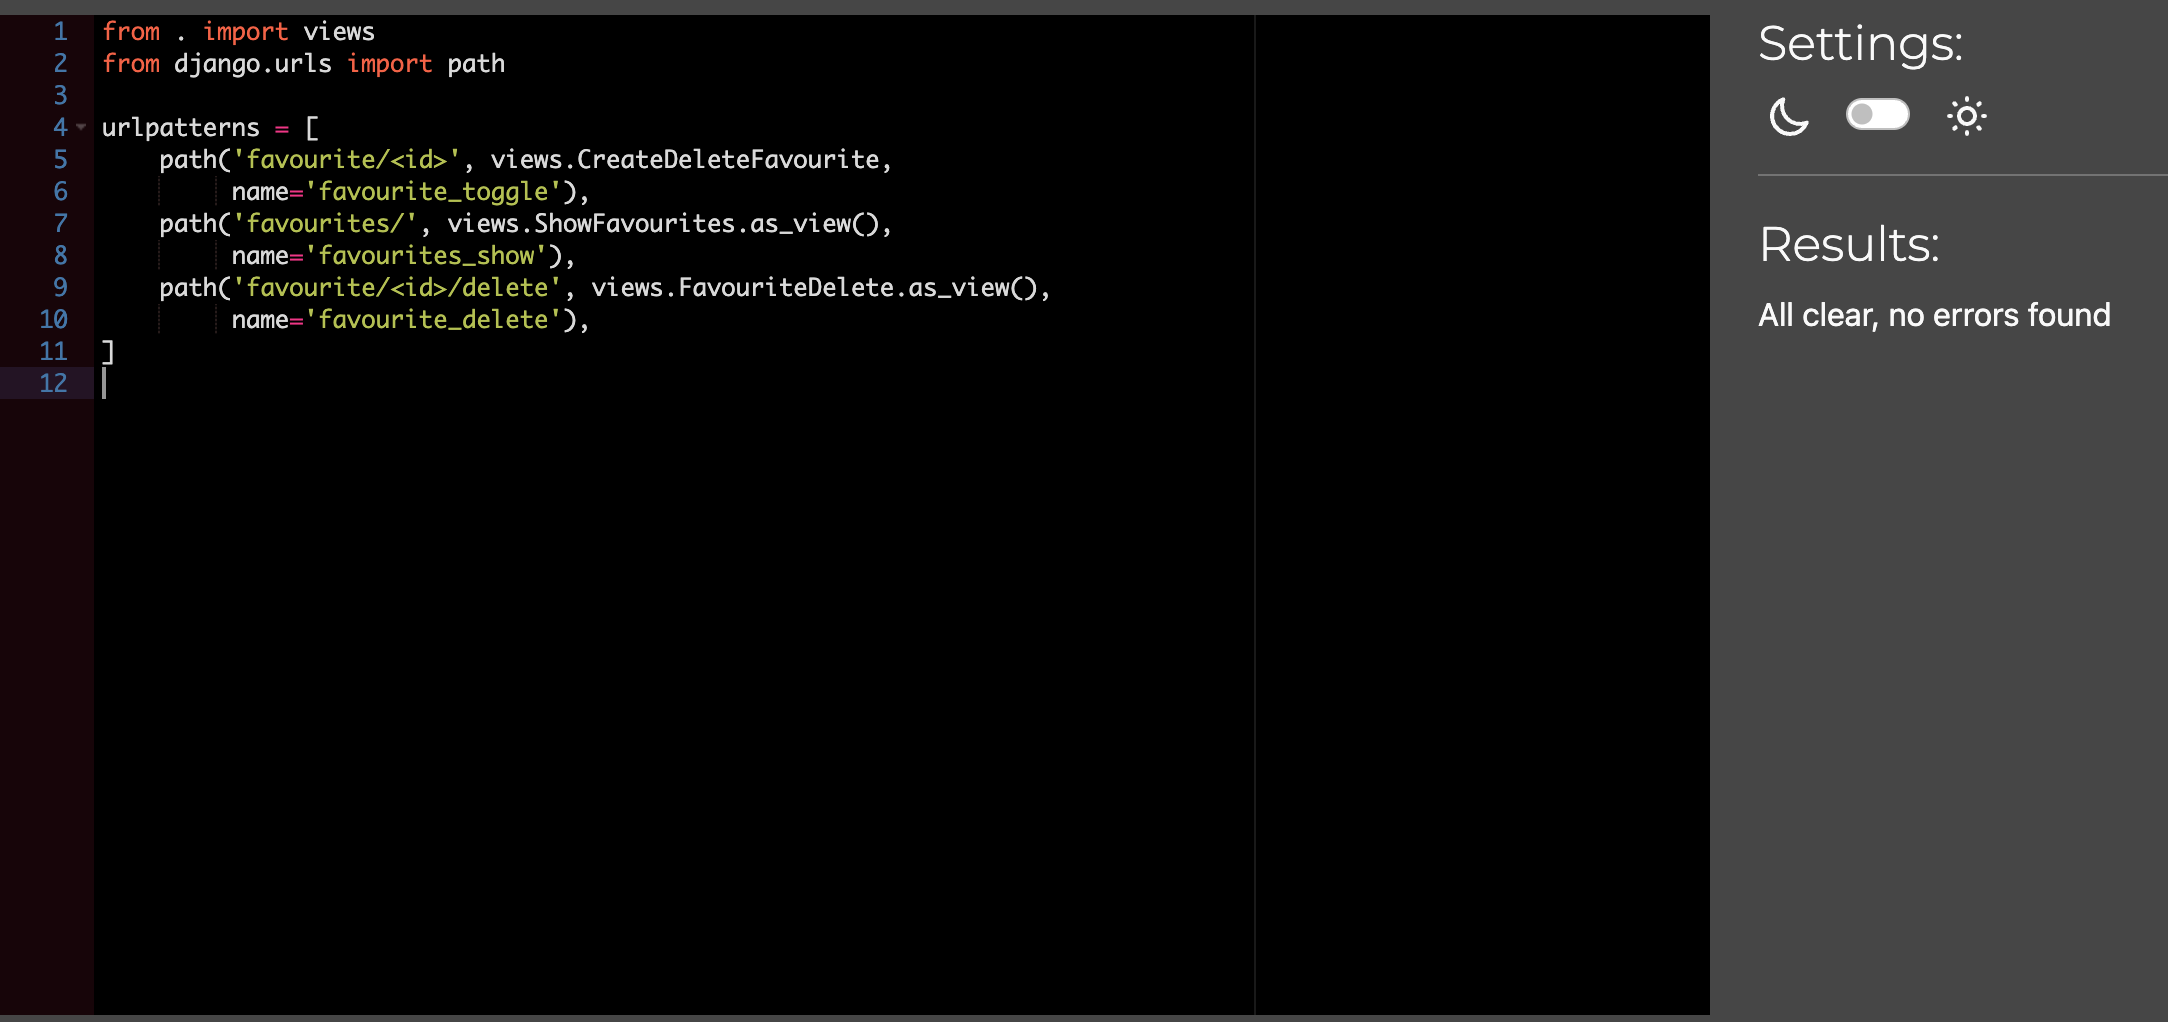 1 from . import views
2 from django.urls import path
3
4 urlpatterns = [
5     path('favourite/<id>', views.CreateDeleteFavourite,
6          name='favourite_toggle'),
7     path('favourites/', views.ShowFavourites.as_view(),
8          name='favourites_show'),
9     path('favourite/<id>/delete', views.FavouriteDelete.as_view(),
10          name='favourite_delete'),
11 ]
12
Settings:
Results:
All clear, no errors found